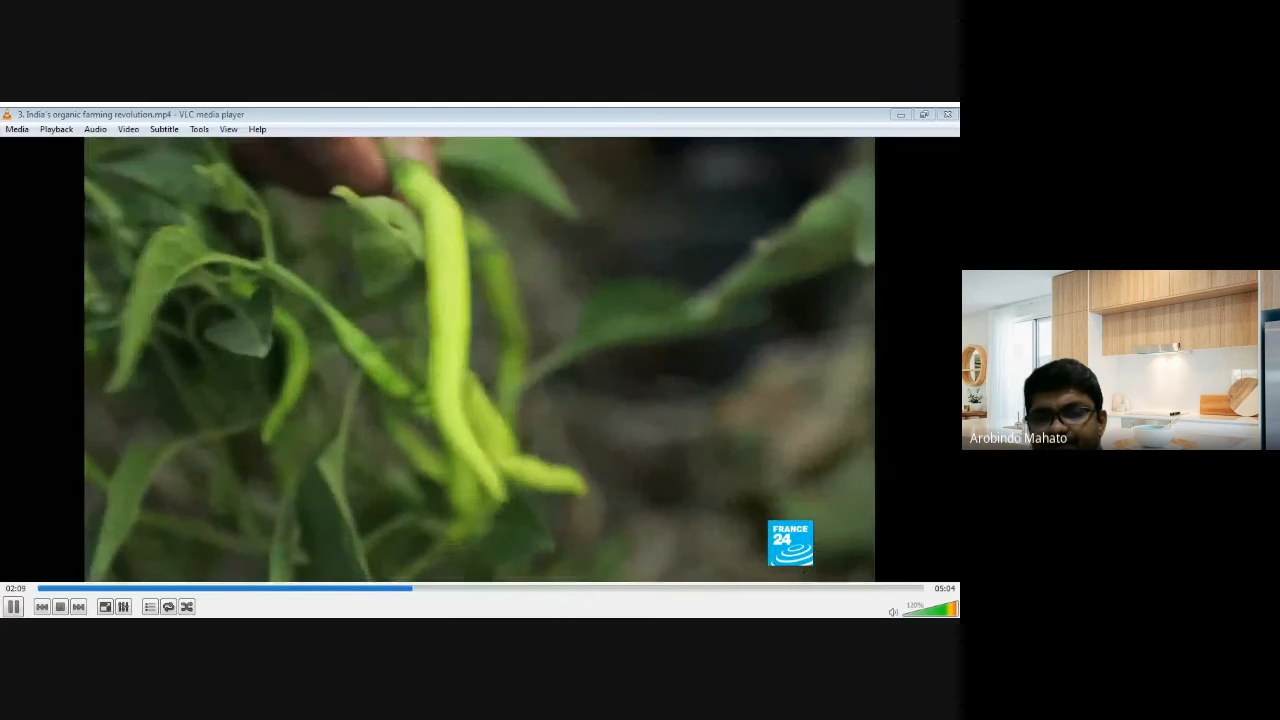 3. India's organic farming revolution.mp4 - VLC media player
Media Playback Audio Video Subtitle Tools View Help
FRANCE
24
Arobindo Mahato
02:09
05:04
120%